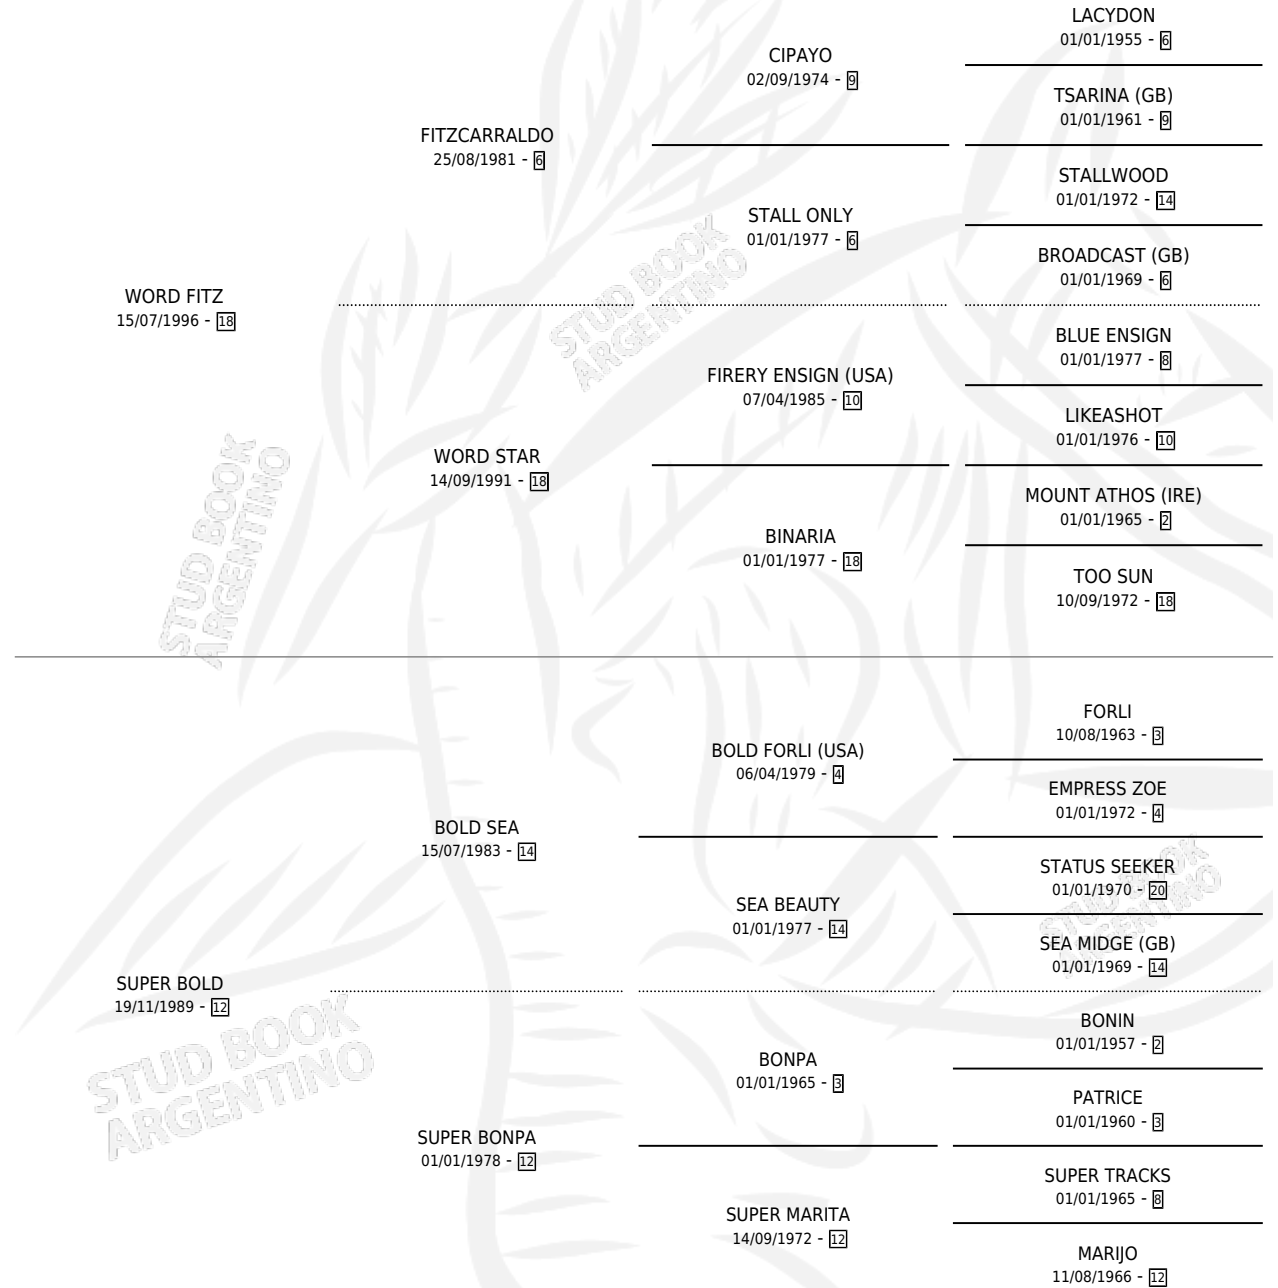 LACYDON
01/01/1955 - 6
CIPAYO
02/09/1974 - 9
TSARINA (GB)
01/01/1961 - 9
FITZCARRALDO
25/08/1981 - 6
STALLWOOD
01/01/1972 - 14
STALL ONLY
01/01/1977 - 6
BROADCAST (GB)
01/01/1969 - 6
WORD FITZ
15/07/1996 - 18
BLUE ENSIGN
01/01/1977 - 8
FIRERY ENSIGN (USA)
07/04/1985 - 10
LIKEASHOT
01/01/1976 - 10
WORD STAR
14/09/1991 - 18
MOUNT ATHOS (IRE)
01/01/1965 - 2
BINARIA
01/01/1977 - 18
TOO SUN
10/09/1972 - 18
FORLI
10/08/1963 - 3
BOLD FORLI (USA)
06/04/1979 - 4
EMPRESS ZOE
01/01/1972 - 4
BOLD SEA
15/07/1983 - 14
STATUS SEEKER
01/01/1970 - 20
SEA BEAUTY
01/01/1977 - 14
SEA MIDGE (GB)
01/01/1969 - 14
SUPER BOLD
19/11/1989 - 12
BONIN
01/01/1957 - 2
BONPA
01/01/1965 - 3
PATRICE
01/01/1960 - 3
SUPER BONPA
01/01/1978 - 12
SUPER TRACKS
01/01/1965 - 8
SUPER MARITA
14/09/1972 - 12
MARIJO
11/08/1966 - 12
STUD BOOK
ARGENTINO
STUD BOOK
ARGENTINO
STUD BOOK
ARGENTINO
STUD BOOK
ARGENTINO